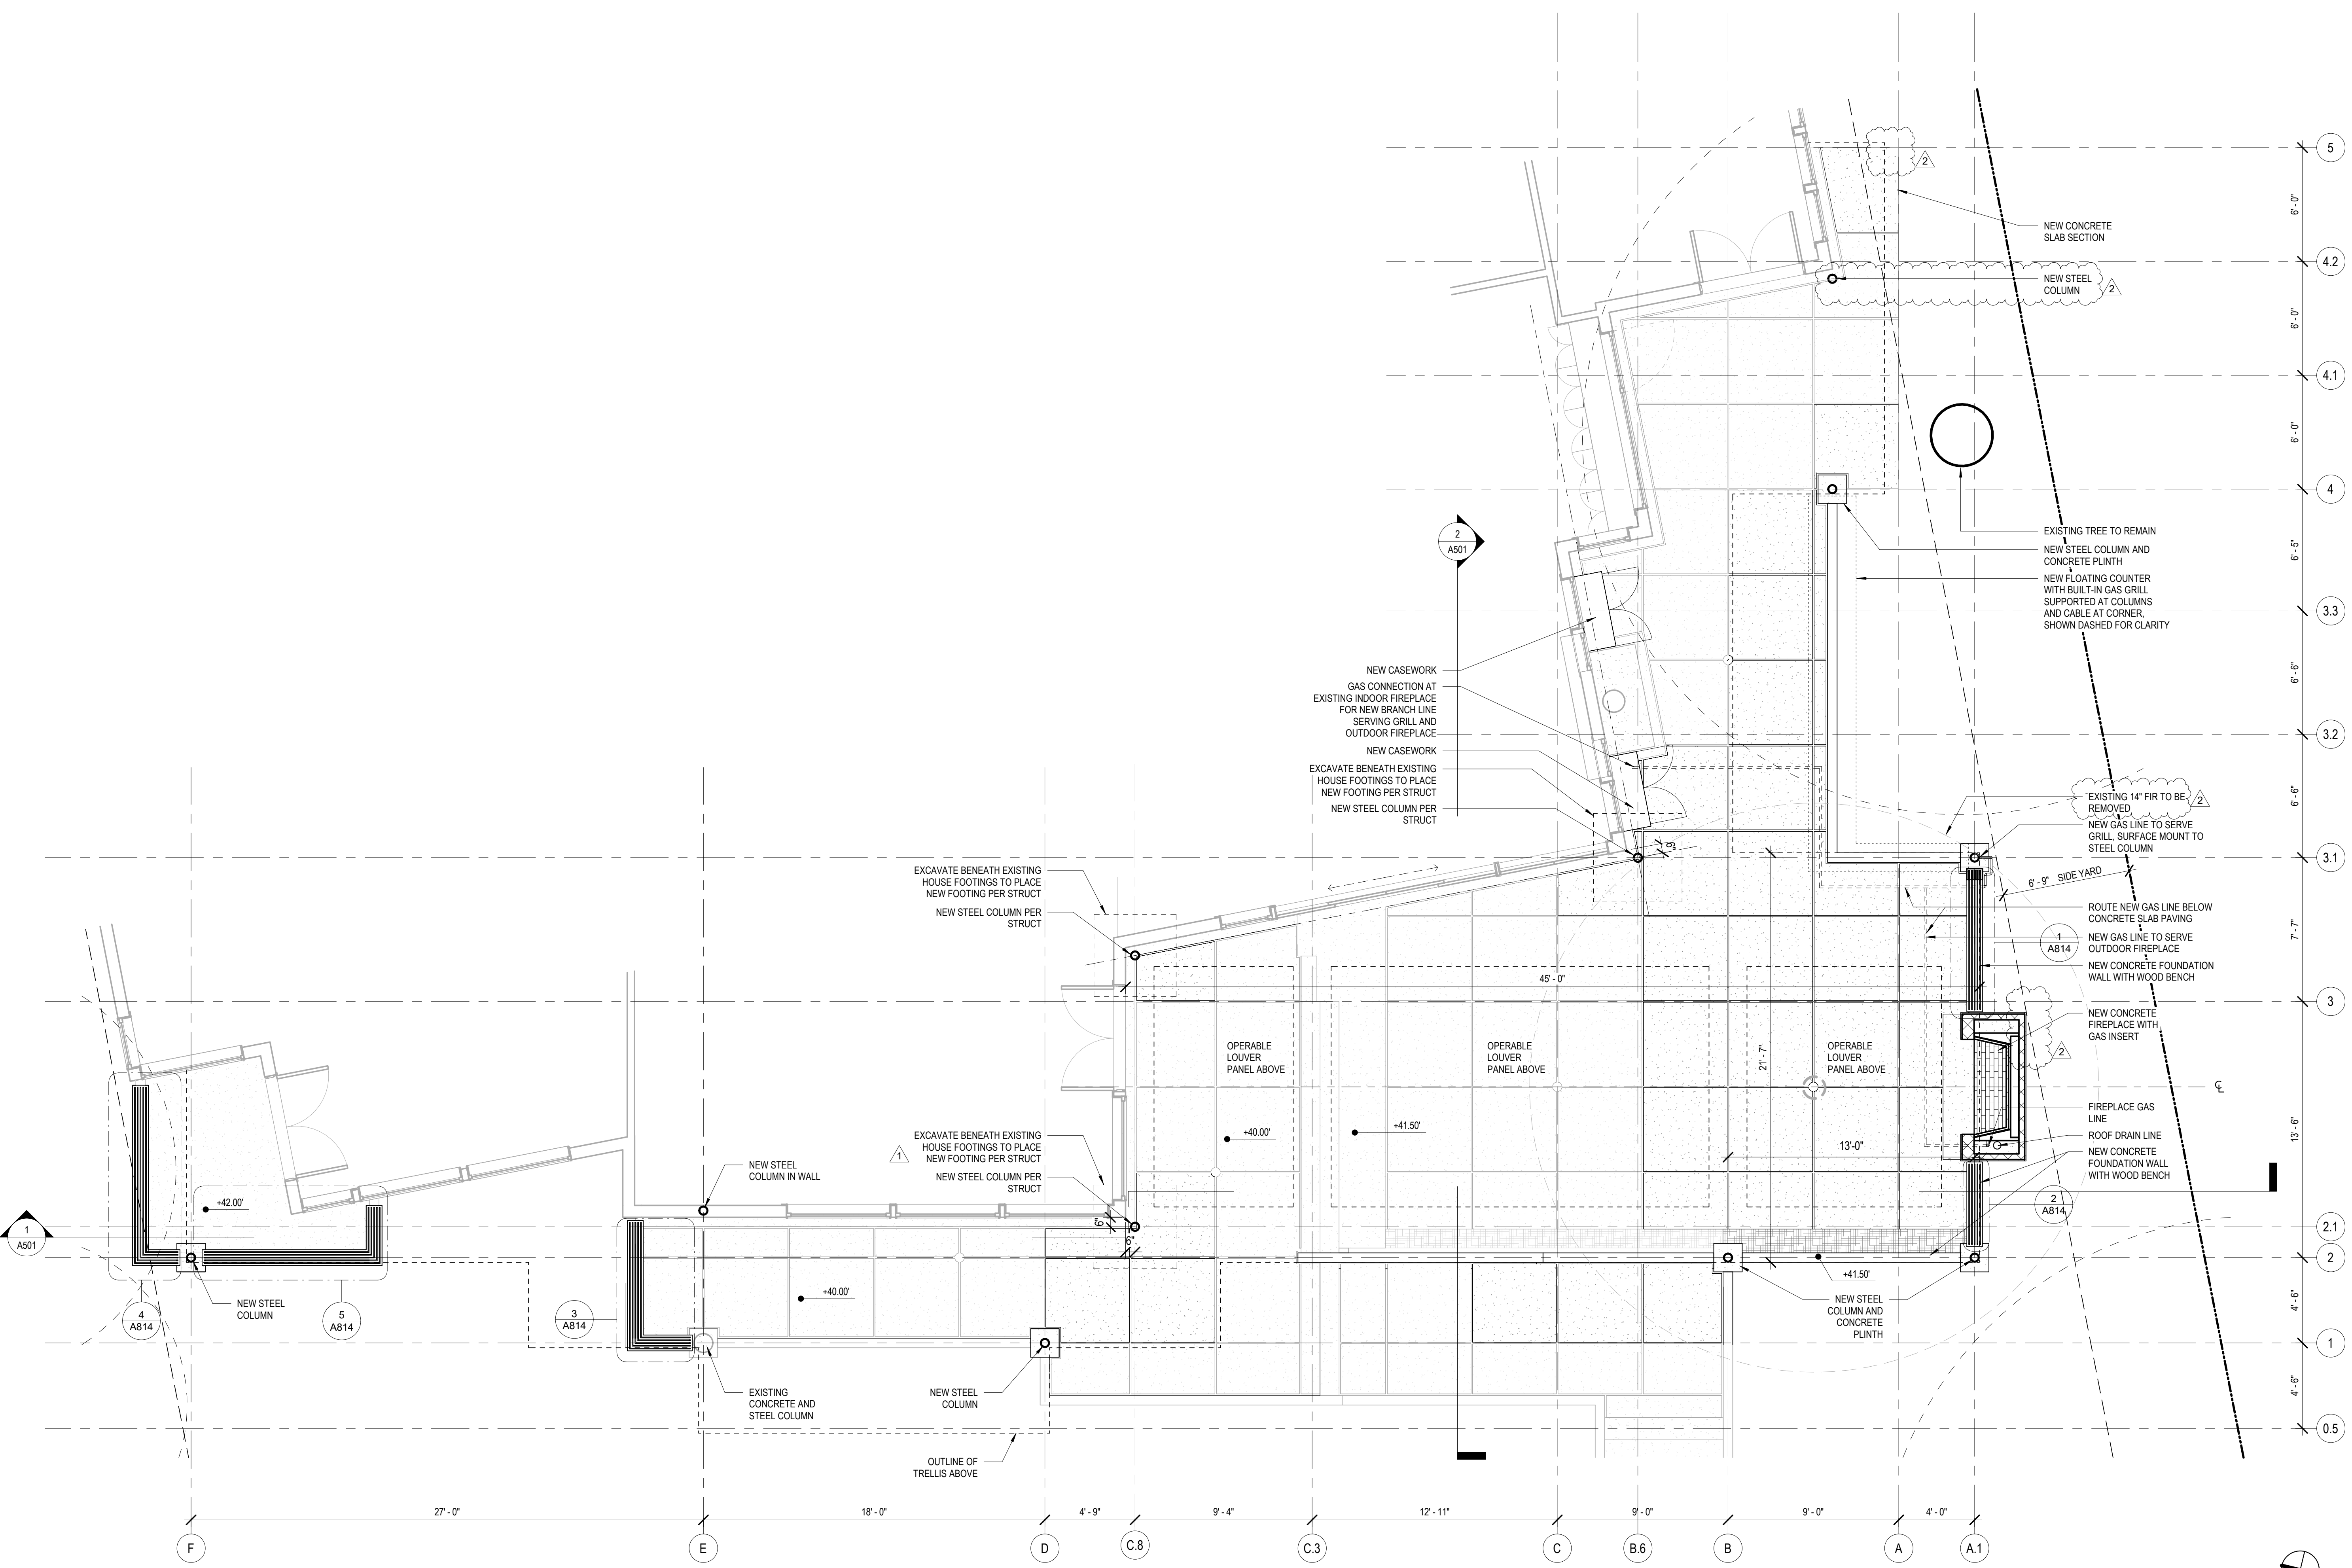 5
2
6' - 0"
NEW CONCRETE
SLAB SECTION
4.2
NEW STEEL
COLUMN
2
6' - 0"
4.1
6' - 0"
4
2
A501
EXISTING TREE TO REMAIN
NEW STEEL COLUMN AND
CONCRETE PLINTH
6' - 5"
NEW FLOATING COUNTER
WITH BUILT-IN GAS GRILL
SUPPORTED AT COLUMNS
AND CABLE AT CORNER,
SHOWN DASHED FOR CLARITY
3.3
NEW CASEWORK
GAS CONNECTION AT
EXISTING INDOOR FIREPLACE
FOR NEW BRANCH LINE
SERVING GRILL AND
OUTDOOR FIREPLACE
6' - 6"
3.2
NEW CASEWORK
EXCAVATE BENEATH EXISTING
HOUSE FOOTINGS TO PLACE
NEW FOOTING PER STRUCT
NEW STEEL COLUMN PER
STRUCT
6' - 6"
EXISTING 14" FIR TO BE
REMOVED
2
NEW GAS LINE TO SERVE
GRILL, SURFACE MOUNT TO
STEEL COLUMN
9"
3.1
EXCAVATE BENEATH EXISTING
HOUSE FOOTINGS TO PLACE
NEW FOOTING PER STRUCT
NEW STEEL COLUMN PER
STRUCT
6' - 9" SIDE YARD
ROUTE NEW GAS LINE BELOW
CONCRETE SLAB PAVING
7' - 7"
1
A814
NEW GAS LINE TO SERVE
OUTDOOR FIREPLACE
NEW CONCRETE FOUNDATION
WALL WITH WOOD BENCH
45' - 0"
3
NEW CONCRETE
FIREPLACE WITH
GAS INSERT
2
OPERABLE
LOUVER
PANEL ABOVE
OPERABLE
LOUVER
PANEL ABOVE
21' - 7"
OPERABLE
LOUVER
PANEL ABOVE
CL
FIREPLACE GAS
LINE
ROOF DRAIN LINE
NEW CONCRETE
FOUNDATION WALL
WITH WOOD BENCH
13' - 6"
+40.00'
+41.50'
13'-0"
EXCAVATE BENEATH EXISTING
HOUSE FOOTINGS TO PLACE
NEW FOOTING PER STRUCT
1
NEW STEEL COLUMN PER
STRUCT
NEW STEEL
COLUMN IN WALL
+42.00'
2
A814
6"
6"
2.1
1
A501
2
+41.50'
+40.00'
NEW STEEL
COLUMN
4
A814
5
A814
3
A814
NEW STEEL
COLUMN AND
CONCRETE
PLINTH
4' - 6"
1
EXISTING
CONCRETE AND
STEEL COLUMN
NEW STEEL
COLUMN
4' - 6"
0.5
OUTLINE OF
TRELLIS ABOVE
27' - 0"
18' - 0"
4' - 9"
9' - 4"
12' - 11"
9' - 0"
9' - 0"
4' - 0"
F
E
D
C.8
C.3
C
B.6
B
A
A.1